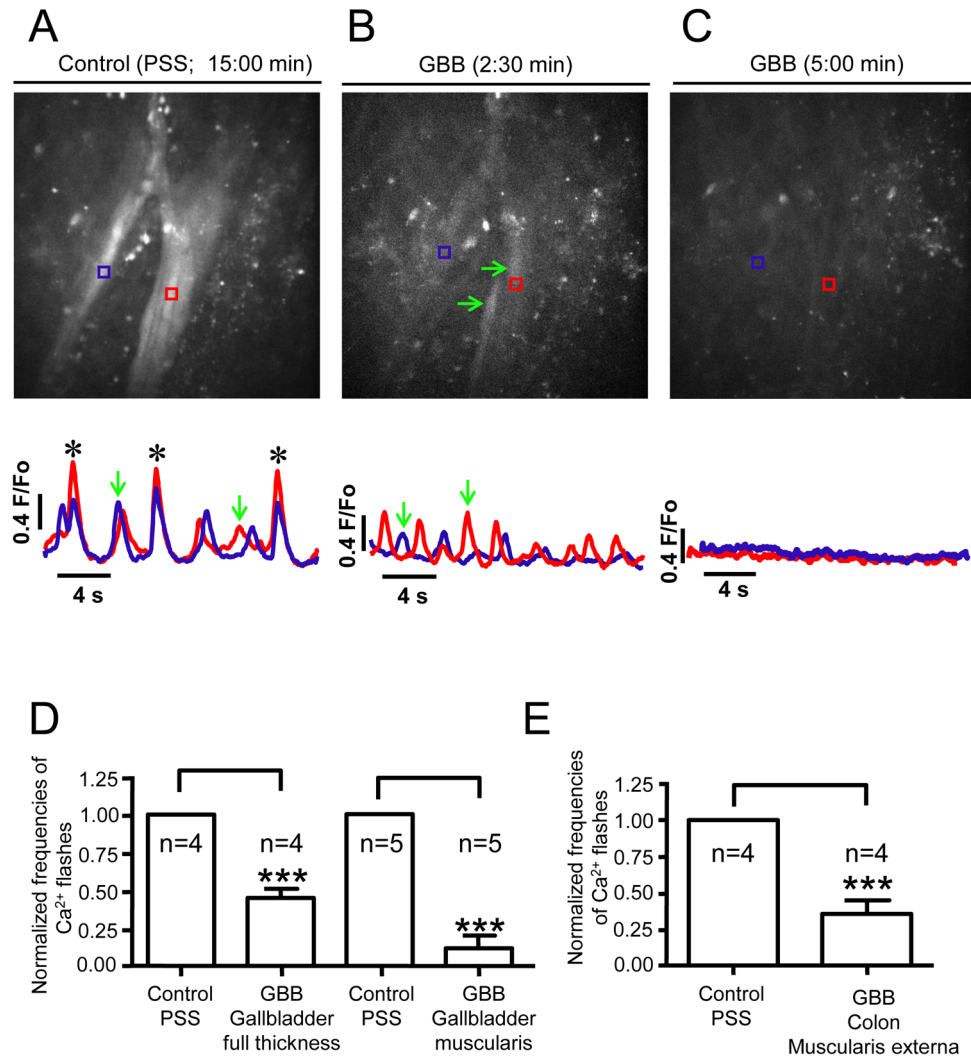 A
Control (PSS; 15:00 min)
B
GBB (2:30 min)
C
GBB (5:00 min)
* * *
0.4 F/Fo
4 s
0.4 F/Fo
4 s
0.4 F/Fo
4 s
D
Normalized frequencies of
Ca²⁺ flashes
1.25
1.00
0.75
0.50
0.25
0.00
n=4
n=4
***
n=5
n=5
***
Control
PSS
GBB
Gallbladder
full thickness
Control
PSS
GBB
Gallbladder
muscularis
E
Normalized frequencies
of Ca²⁺ flashes
1.25
1.00
0.75
0.50
0.25
0.00
n=4
n=4
***
Control
PSS
GBB
Colon
Muscularis externa